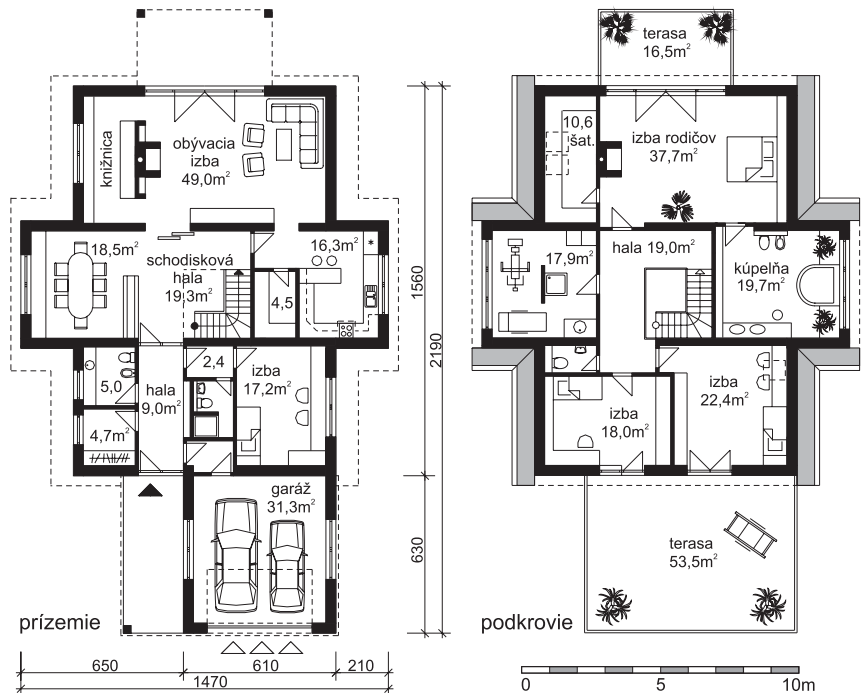 terasa
16,5m²
knižnica
obývacia
izba
49,0m²
10,6
šat.
izba rodičov
37,7m²
18,5m²
schodisková
hala
19,3m²
16,3m²
*
4,5
17,9m²
hala 19,0m²
kúpelňa
19,7m²
1560
2190
2,4
izba
17,2m²
5,0
hala
9,0m²
4,7m²
izba
18,0m²
izba
22,4m²
garáž
31,3m²
630
terasa
53,5m²
prízemie
podkrovie
650
610
210
1470
0
5
10m